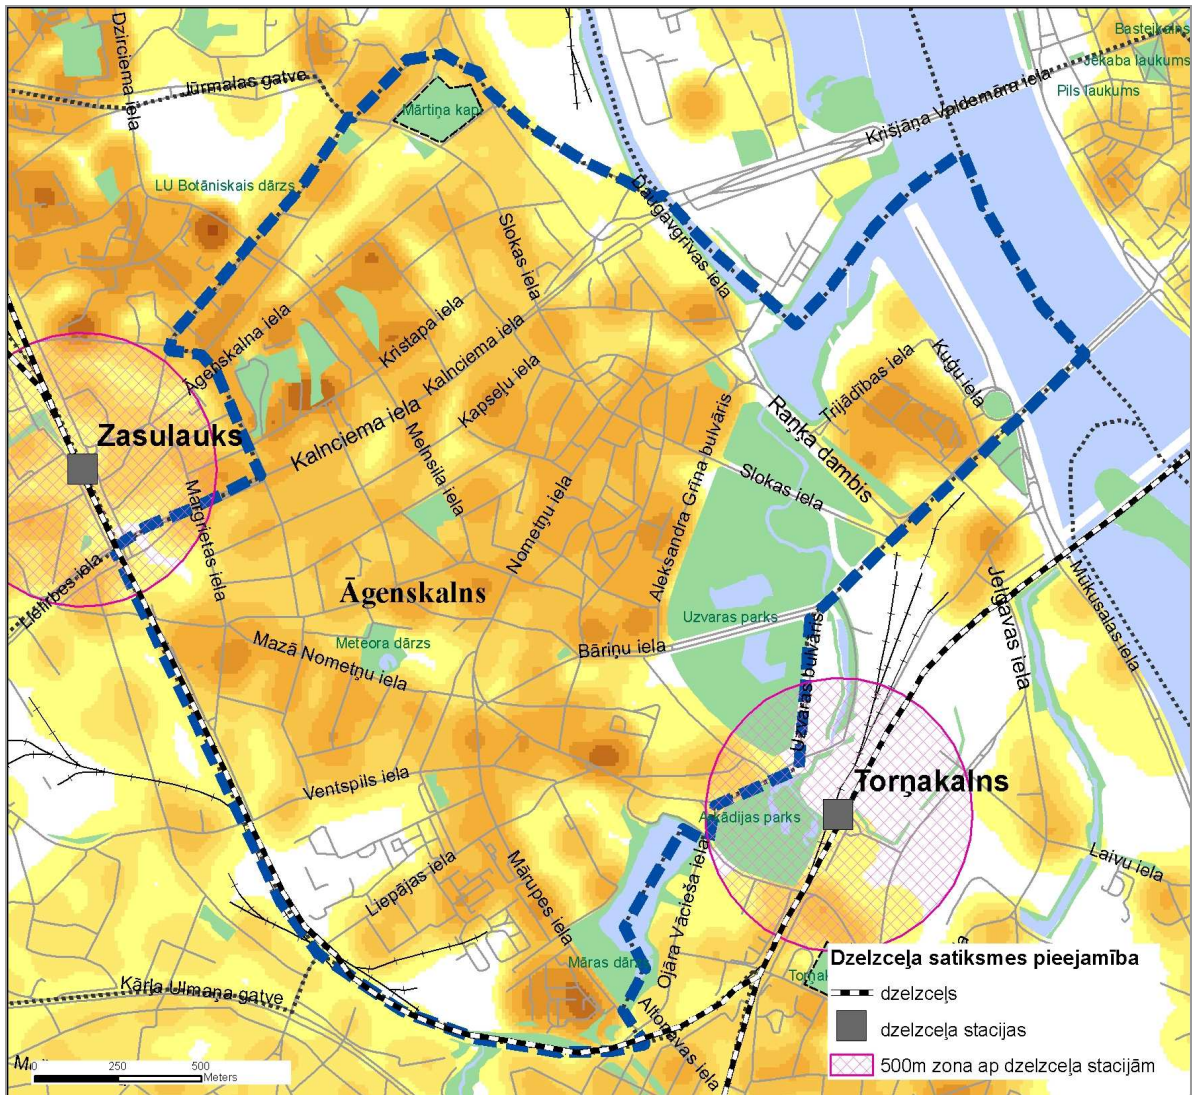 Dzirciema iela
Jūrmalas gatve
Mārtiņa kap
LU Botāniskais dārzs
Basteikalns
Jēkaba laukums
Pils laukums
Krišjāņa Valdemāra iela
Daugavgrīvas iela
Slokas iela
Āgenskalna iela
Kristapa iela
Kalnciema iela
Kapseļu iela
Kalnciema iela
Melnsila iela
Nometņu iela
Aleksandra Grīna bulvāris
Trijādības iela
Kuģu iela
Raņķa dambis
Slokas iela
Zasulauks
Margrietas iela
Lielirbes iela
Āgenskalns
Meteora dārzs
Mazā Nometņu iela
Bāriņu iela
Uzvaras parks
Uzvaras bulvāris
Jelgavas iela
Mūkusalas iela
Torņakalns
Arkādijas parks
Ventspils iela
Liepājas iela
Mārupes iela
Ojāra Vācieša iela
Māras dārz
Altonavas iela
Laivu iela
Kārļa Ulmaņa gatve
Dzelzceļa satiksmes pieejamība
dzelzceļš
dzelzceļa stacijas
500m zona ap dzelzceļa stacijām
0 250 500
Meters